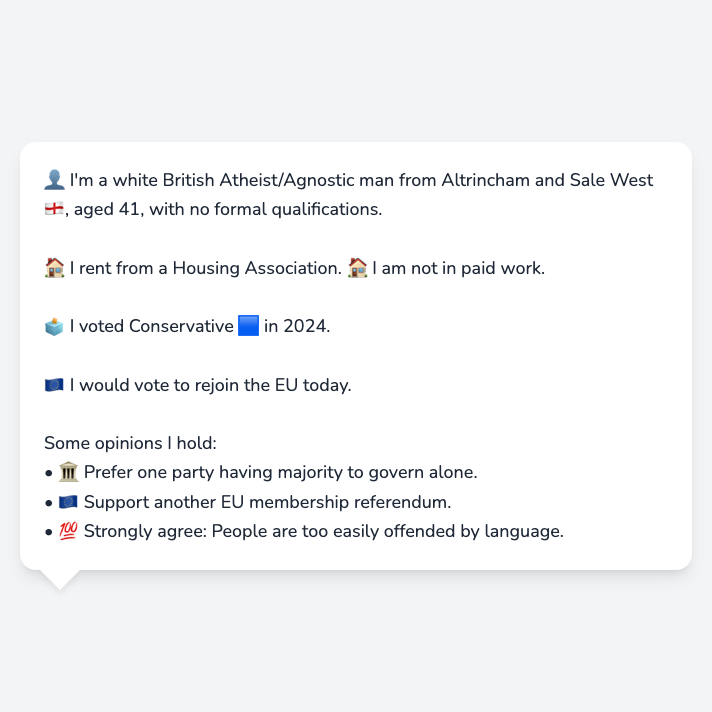 👤 I'm a white British Atheist/Agnostic man from Altrincham and Sale West
🏴󠁧󠁢󠁥󠁮󠁧󠁿, aged 41, with no formal qualifications.
🏠 I rent from a Housing Association. 🏠 I am not in paid work.
🗳️ I voted Conservative 🟦 in 2024.
🇪🇺 I would vote to rejoin the EU today.
Some opinions I hold:
• 🏛️ Prefer one party having majority to govern alone.
• 🇪🇺 Support another EU membership referendum.
• 💯 Strongly agree: People are too easily offended by language.